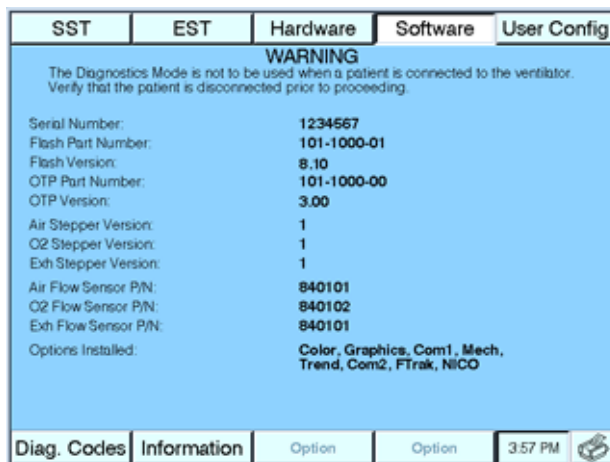 SST EST Hardware Software User Config
WARNING
The Diagnostics Mode is not to be used when a patient is connected to the ventilator.
Verify that the patient is disconnected prior to proceeding.
Serial Number: 1234567
Flash Part Number: 101-1000-01
Flash Version: 8.10
OTP Part Number: 101-1000-00
OTP Version: 3.00
Air Stepper Version: 1
O2 Stepper Version: 1
Exh Stepper Version: 1
Air Flow Sensor P/N: 840101
O2 Flow Sensor P/N: 840102
Exh Flow Sensor P/N: 840101
Options Installed: Color, Graphics, Com1, Mech,
Trend, Com2, FTrak, NICO
Diag. Codes Information Option Option 3:57 PM